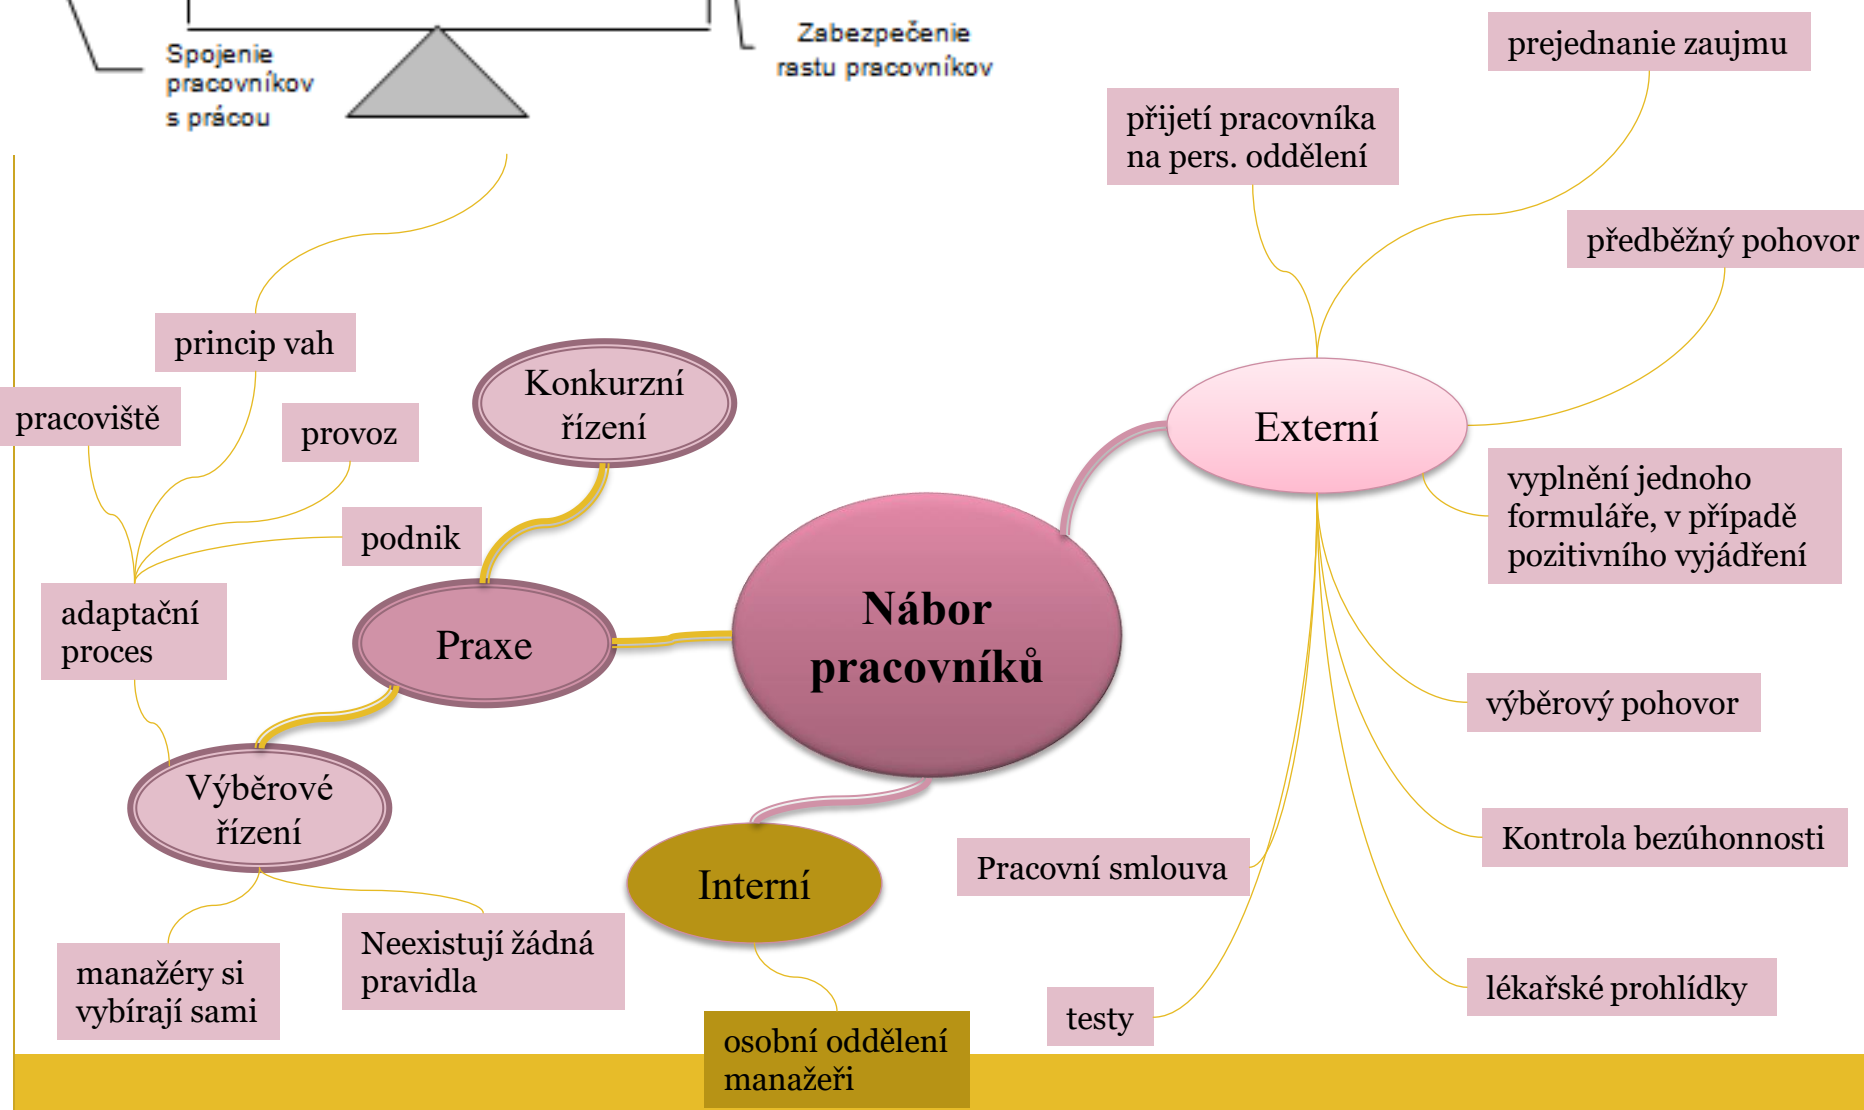 Spojenie
pracovníkov
s prácou
Zabezpečenie
rastu pracovníkov
prejednanie zaujmu
přijetí pracovníka
na pers. oddělení
předběžný pohovor
princip vah
Konkurzní
řízení
pracoviště
provoz
Externí
podnik
vyplnění jednoho
formuláře, v případě
pozitivního vyjádření
adaptační
proces
Praxe
Nábor
pracovníků
výběrový pohovor
Výběrové
řízení
Interní
Pracovní smlouva
Kontrola bezúhonnosti
manažéry si
vybírají sami
Neexistují žádná
pravidla
lékařské prohlídky
testy
osobní oddělení
manažeři